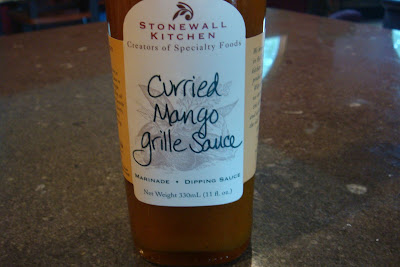 STONEWALL
KITCHEN
Creators of Specialty Foods
Curried
Mango
grille Sauce
MARINADE • DIPPING SAUCE
Net Weight 330mL (11 fl. oz.)